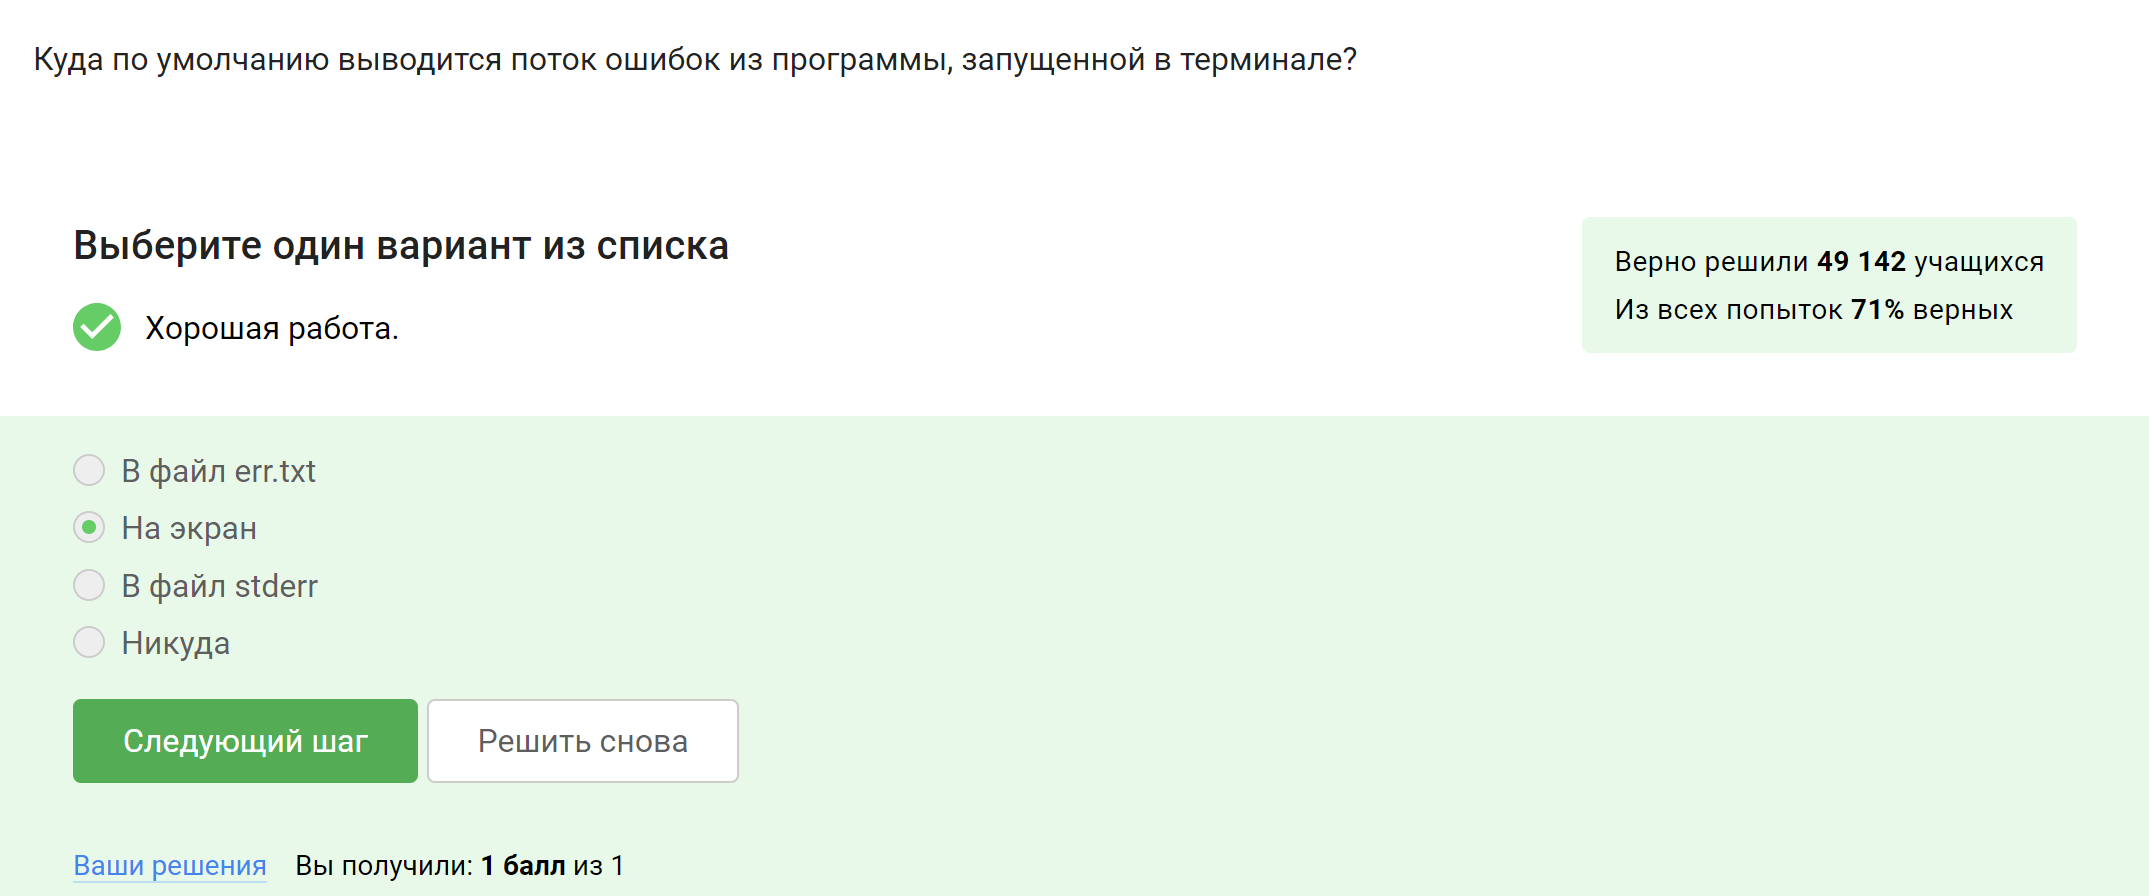 Куда по умолчанию выводится поток ошибок из программы, запущенной в терминале?
Выберите один вариант из списка
Хорошая работа.
Верно решили 49 142 учащихся
Из всех попыток 71% верных
В файл err.txt
На экран
В файл stderr
Никуда
Следующий шаг
Решить снова
Ваши решения Вы получили: 1 балл из 1